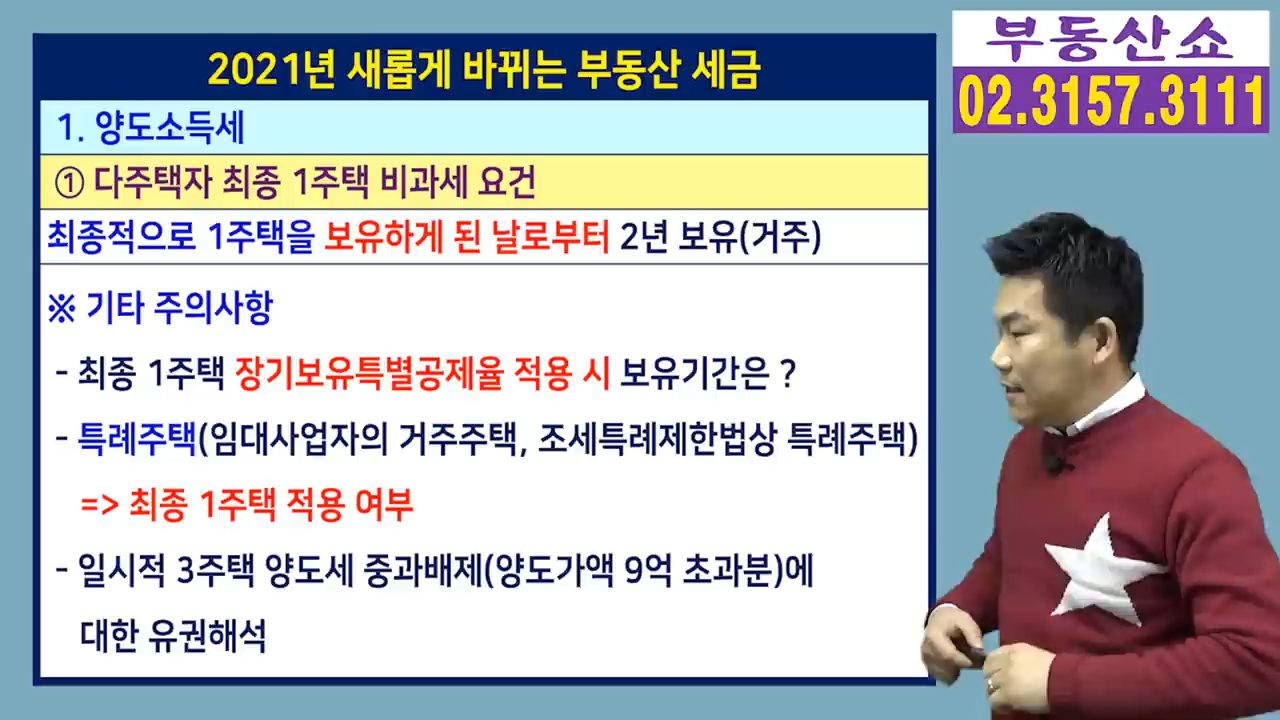 2021년 새롭게 바뀌는 부동산 세금
1. 양도소득세
① 다주택자 최종 1주택 비과세 요건
최종적으로 1주택을 보유하게 된 날로부터 2년 보유(거주)
※ 기타 주의사항
- 최종 1주택 장기보유특별공제율 적용 시 보유기간은 ?
- 특례주택(임대사업자의 거주주택, 조세특례제한법상 특례주택)
=> 최종 1주택 적용 여부
- 일시적 3주택 양도세 중과배제(양도가액 9억 초과분)에
대한 유권해석
부동산쇼
02.3157.3111